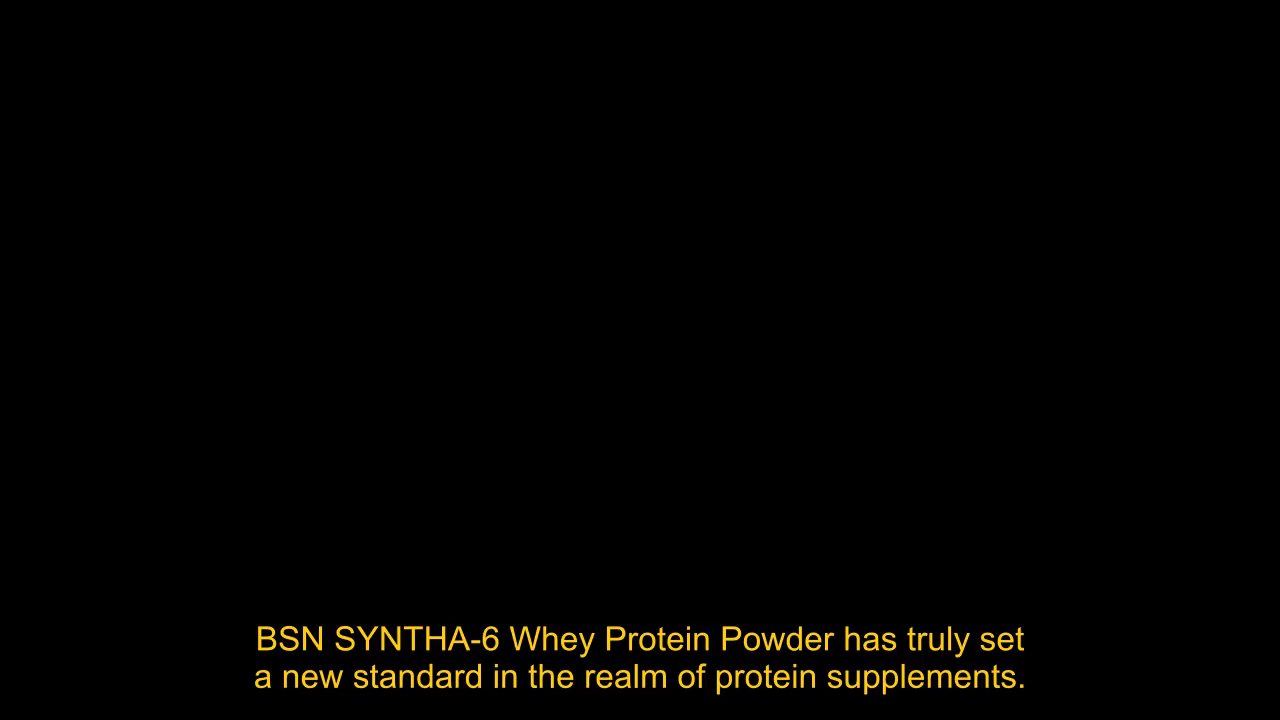 BSN SYNTHA-6 Whey Protein Powder has truly set
a new standard in the realm of protein supplements.